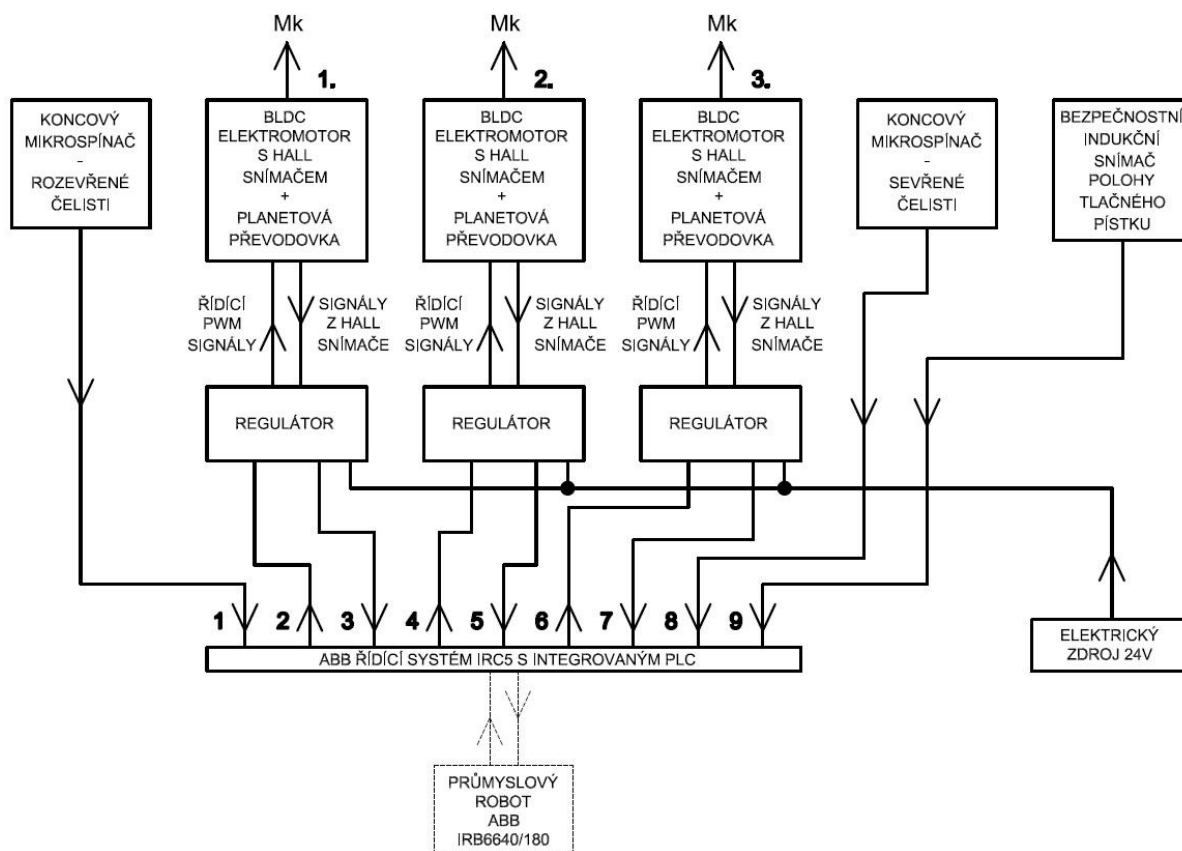 Mk
Mk
Mk
1.
2.
3.
KONCOVÝ
MIKROSPÍNAČ
-
ROZEVŘENÉ
ČELISTI
BLDC
ELEKTROMOTOR
S HALL
SNÍMAČEM
+
PLANETOVÁ
PŘEVODOVKA
BLDC
ELEKTROMOTOR
S HALL
SNÍMAČEM
+
PLANETOVÁ
PŘEVODOVKA
BLDC
ELEKTROMOTOR
S HALL
SNÍMAČEM
+
PLANETOVÁ
PŘEVODOVKA
KONCOVÝ
MIKROSPÍNAČ
-
SEVŘENÉ
ČELISTI
BEZPEČNOSTNÍ
INDUKČNÍ
SNÍMAČ
POLOHY
TLAČNÉHO
PÍSTKU
ŘÍDÍCÍ
PWM
SIGNÁLY
SIGNÁLY
Z HALL
SNÍMAČE
ŘÍDÍCÍ
PWM
SIGNÁLY
SIGNÁLY
Z HALL
SNÍMAČE
ŘÍDÍCÍ
PWM
SIGNÁLY
SIGNÁLY
Z HALL
SNÍMAČE
REGULÁTOR
REGULÁTOR
REGULÁTOR
1
2
3
4
5
6
7
8
9
ABB ŘÍDÍCÍ SYSTÉM IRC5 S INTEGROVANÝM PLC
ELEKTRICKÝ
ZDROJ 24V
PRŮMYSLOVÝ
ROBOT
ABB
IRB6640/180